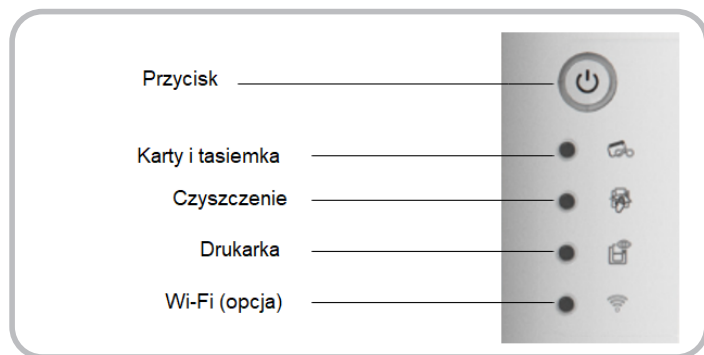 Przycisk
Karty i tasiemka
Czyszczenie
Drukarka
Wi-Fi (opcja)